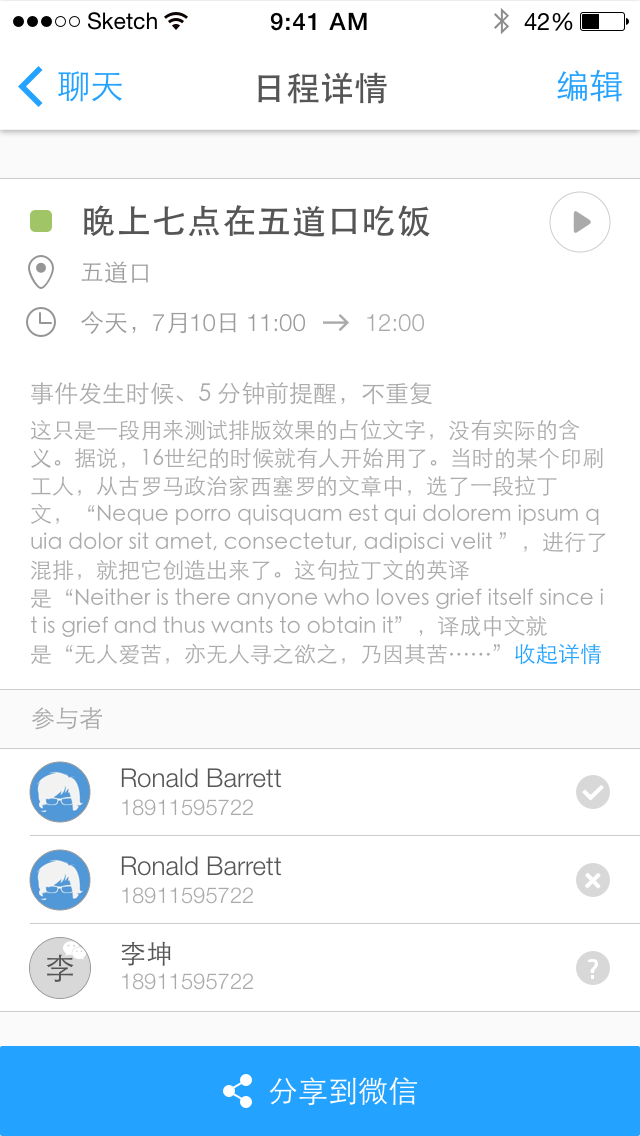 Sketch 9:41 AM 42%
聊天 日程详情 编辑
晚上七点在五道口吃饭
五道口
今天，7月10日 11:00 → 12:00
事件发生时候、5 分钟前提醒，不重复
这只是一段用来测试排版效果的占位文字，没有实际的含
义。据说，16世纪的时候就有人开始用了。当时的某个印刷
工人，从古罗马政治家西塞罗的文章中，选了一段拉丁
文，“Neque porro quisquam est qui dolorem ipsum q
uia dolor sit amet, consectetur, adipisci velit ”，进行了
混排，就把它创造出来了。这句拉丁文的英译
是“Neither is there anyone who loves grief itself since i
t is grief and thus wants to obtain it”，译成中文就
是“无人爱苦，亦无人寻之欲之，乃因其苦……” 收起详情
参与者
Ronald Barrett
18911595722
Ronald Barrett
18911595722
李 李坤
?
18911595722
分享到微信